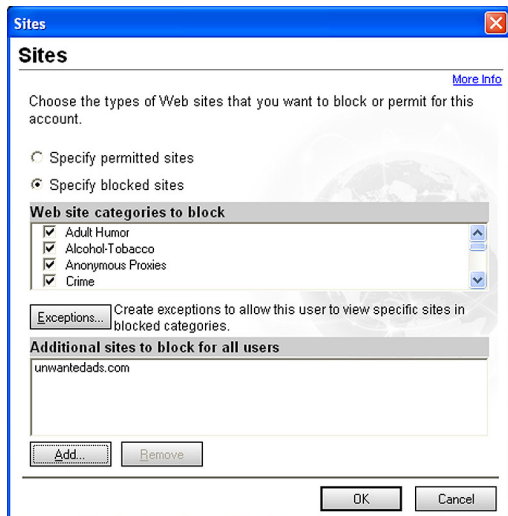 Sites
Sites
More Info
Choose the types of Web sites that you want to block or permit for this
account.
Specify permitted sites
Specify blocked sites
Web site categories to block
Adult Humor
Alcohol-Tobacco
Anonymous Proxies
Crime
Exceptions...
Create exceptions to allow this user to view specific sites in
blocked categories.
Additional sites to block for all users
unwantedads.com
Add...
Remove
OK
Cancel